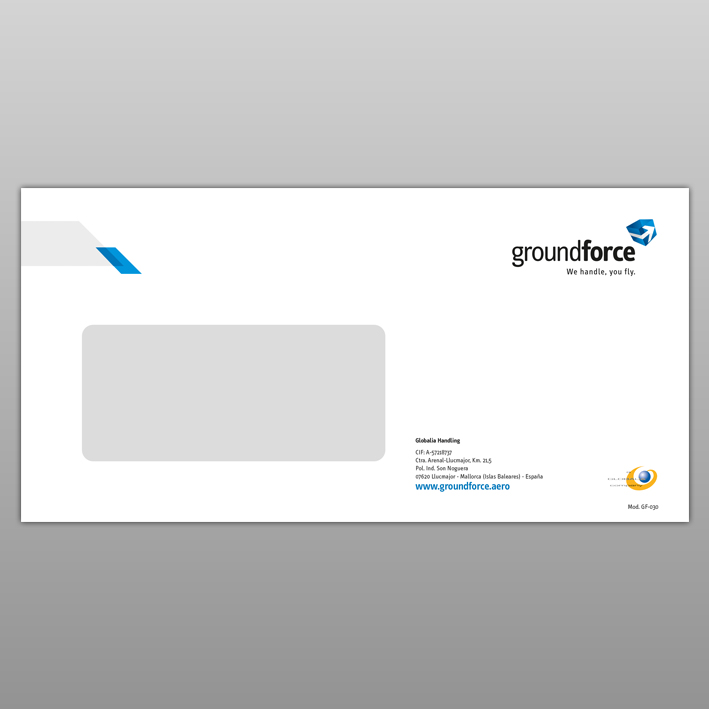 groundforce
We handle, you fly.
Globalia Handling
CIF: A-57218737
Ctra. Arenal-Llucmajor, Km. 21,5
Pol. Ind. Son Noguera
07620 Llucmajor - Mallorca (Islas Baleares) - España
www.groundforce.aero
Mod. GF-030